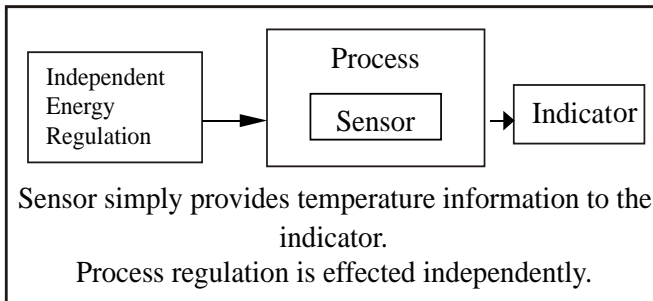 Independent
Energy
Regulation
Process
Sensor
Indicator
Sensor simply provides temperature information to the
indicator.
Process regulation is effected independently.